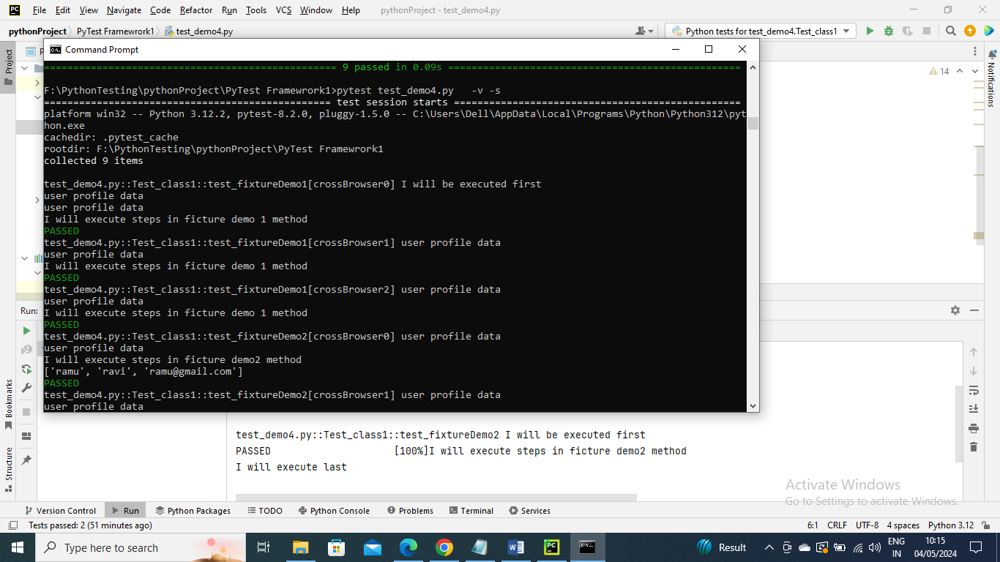 PC File Edit View Navigate Code Refactor Run Tools VCS Window Help pythonProject - test_demo4.py
pythonProject PyTest Framewrork1 test_demo4.py Python tests for test_demo4.Test_class1
Project
Command Prompt
Notifications
14
================================================== 9 passed in 0.09s ==================================================
F:\PythonTesting\pythonProject\PyTest Framewrork1>pytest test_demo4.py   -v -s
================================================= test session starts =================================================
platform win32 -- Python 3.12.2, pytest-8.2.0, pluggy-1.5.0 -- C:\Users\Dell\AppData\Local\Programs\Python\Python312\pyt
hon.exe
cachedir: .pytest_cache
rootdir: F:\PythonTesting\pythonProject\PyTest Framewrork1
collected 9 items
test_demo4.py::Test_class1::test_fixtureDemo1[crossBrowser0] I will be executed first
user profile data
user profile data
I will execute steps in ficture demo 1 method
PASSED
test_demo4.py::Test_class1::test_fixtureDemo1[crossBrowser1] user profile data
user profile data
I will execute steps in ficture demo 1 method
PASSED
test_demo4.py::Test_class1::test_fixtureDemo1[crossBrowser2] user profile data
user profile data
I will execute steps in ficture demo 1 method
PASSED
test_demo4.py::Test_class1::test_fixtureDemo2[crossBrowser0] user profile data
user profile data
I will execute steps in ficture demo2 method
['ramu', 'ravi', 'ramu@gmail.com']
PASSED
test_demo4.py::Test_class1::test_fixtureDemo2[crossBrowser1] user profile data
user profile data
Run:
Bookmarks
Structure
test_demo4.py::Test_class1::test_fixtureDemo2 I will be executed first
PASSED [100%]I will execute steps in ficture demo2 method
I will execute last
Activate Windows
Go to Settings to activate Windows.
Version Control Run Python Packages TODO Python Console Problems Terminal Services
Tests passed: 2 (51 minutes ago) 6:1 CRLF UTF-8 4 spaces Python 3.12
Type here to search Result ENG IN 10:15 04/05/2024